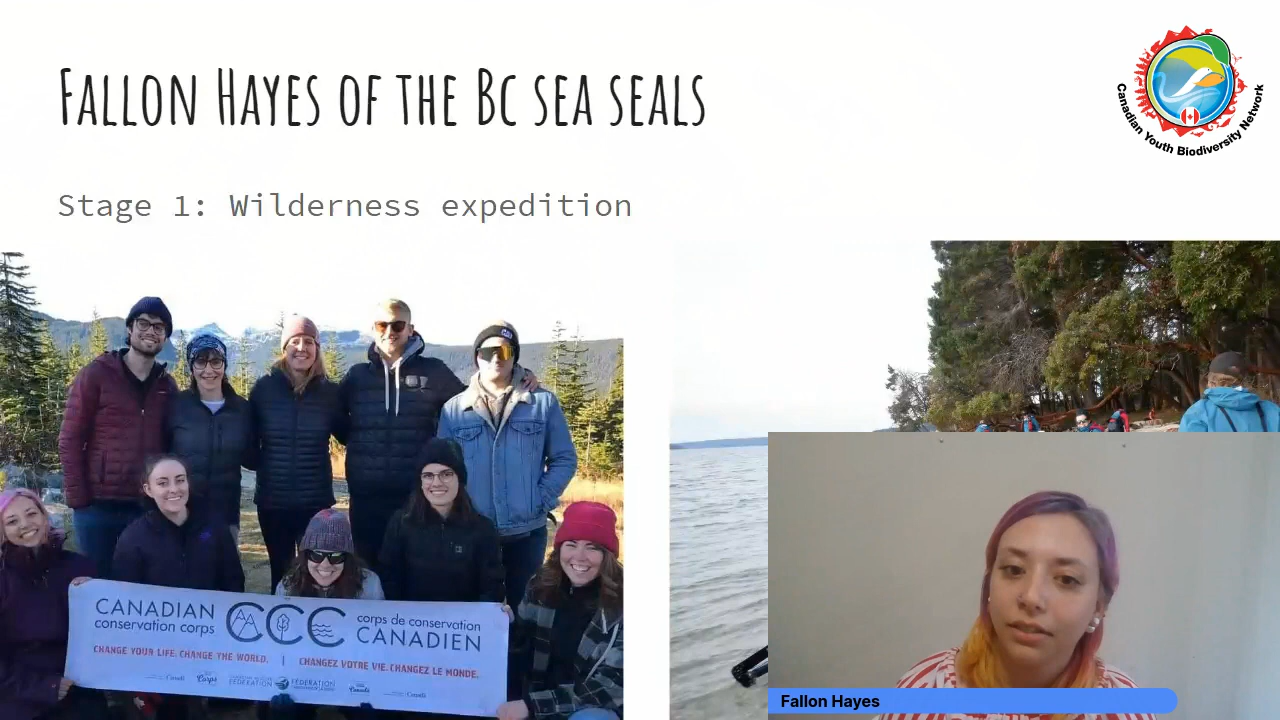 Fallon Hayes of the Bc sea seals
Canadian Youth Biodiversity Network
Stage 1: Wilderness expedition
CANADIAN
conservation corps
CCC
corps de conservation
CANADIEN
CHANGE YOUR LIFE. CHANGE THE WORLD. | CHANGEZ VOTRE VIE. CHANGEZ LE MONDE.
Fallon Hayes